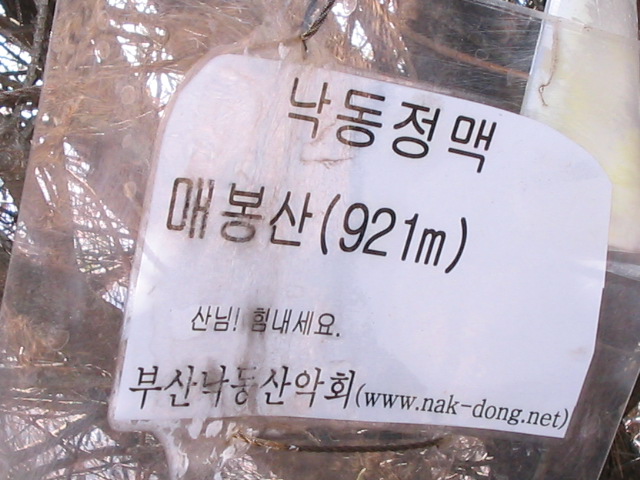 낙동정맥
매봉산(921m)
산님! 힘내세요.
부산낙동산악회(www.nak-dong.net)